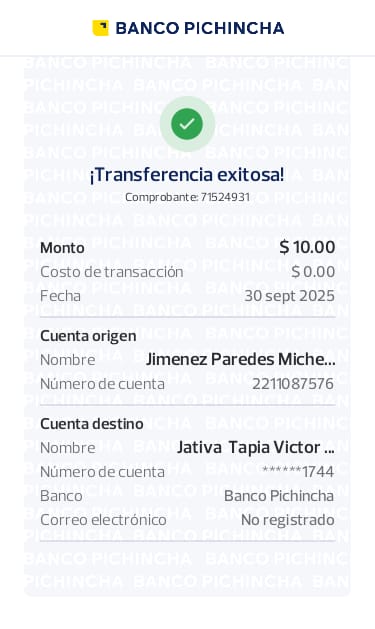 BANCO PICHINCHA
¡Transferencia exitosa!
Comprobante: 71524931
Monto $ 10.00
Costo de transacción $ 0.00
Fecha 30 sept 2025
Cuenta origen
Nombre Jimenez Paredes Miche...
Número de cuenta 2211087576
Cuenta destino
Nombre Jativa Tapia Victor ...
Número de cuenta ******1744
Banco Banco Pichincha
Correo electrónico No registrado